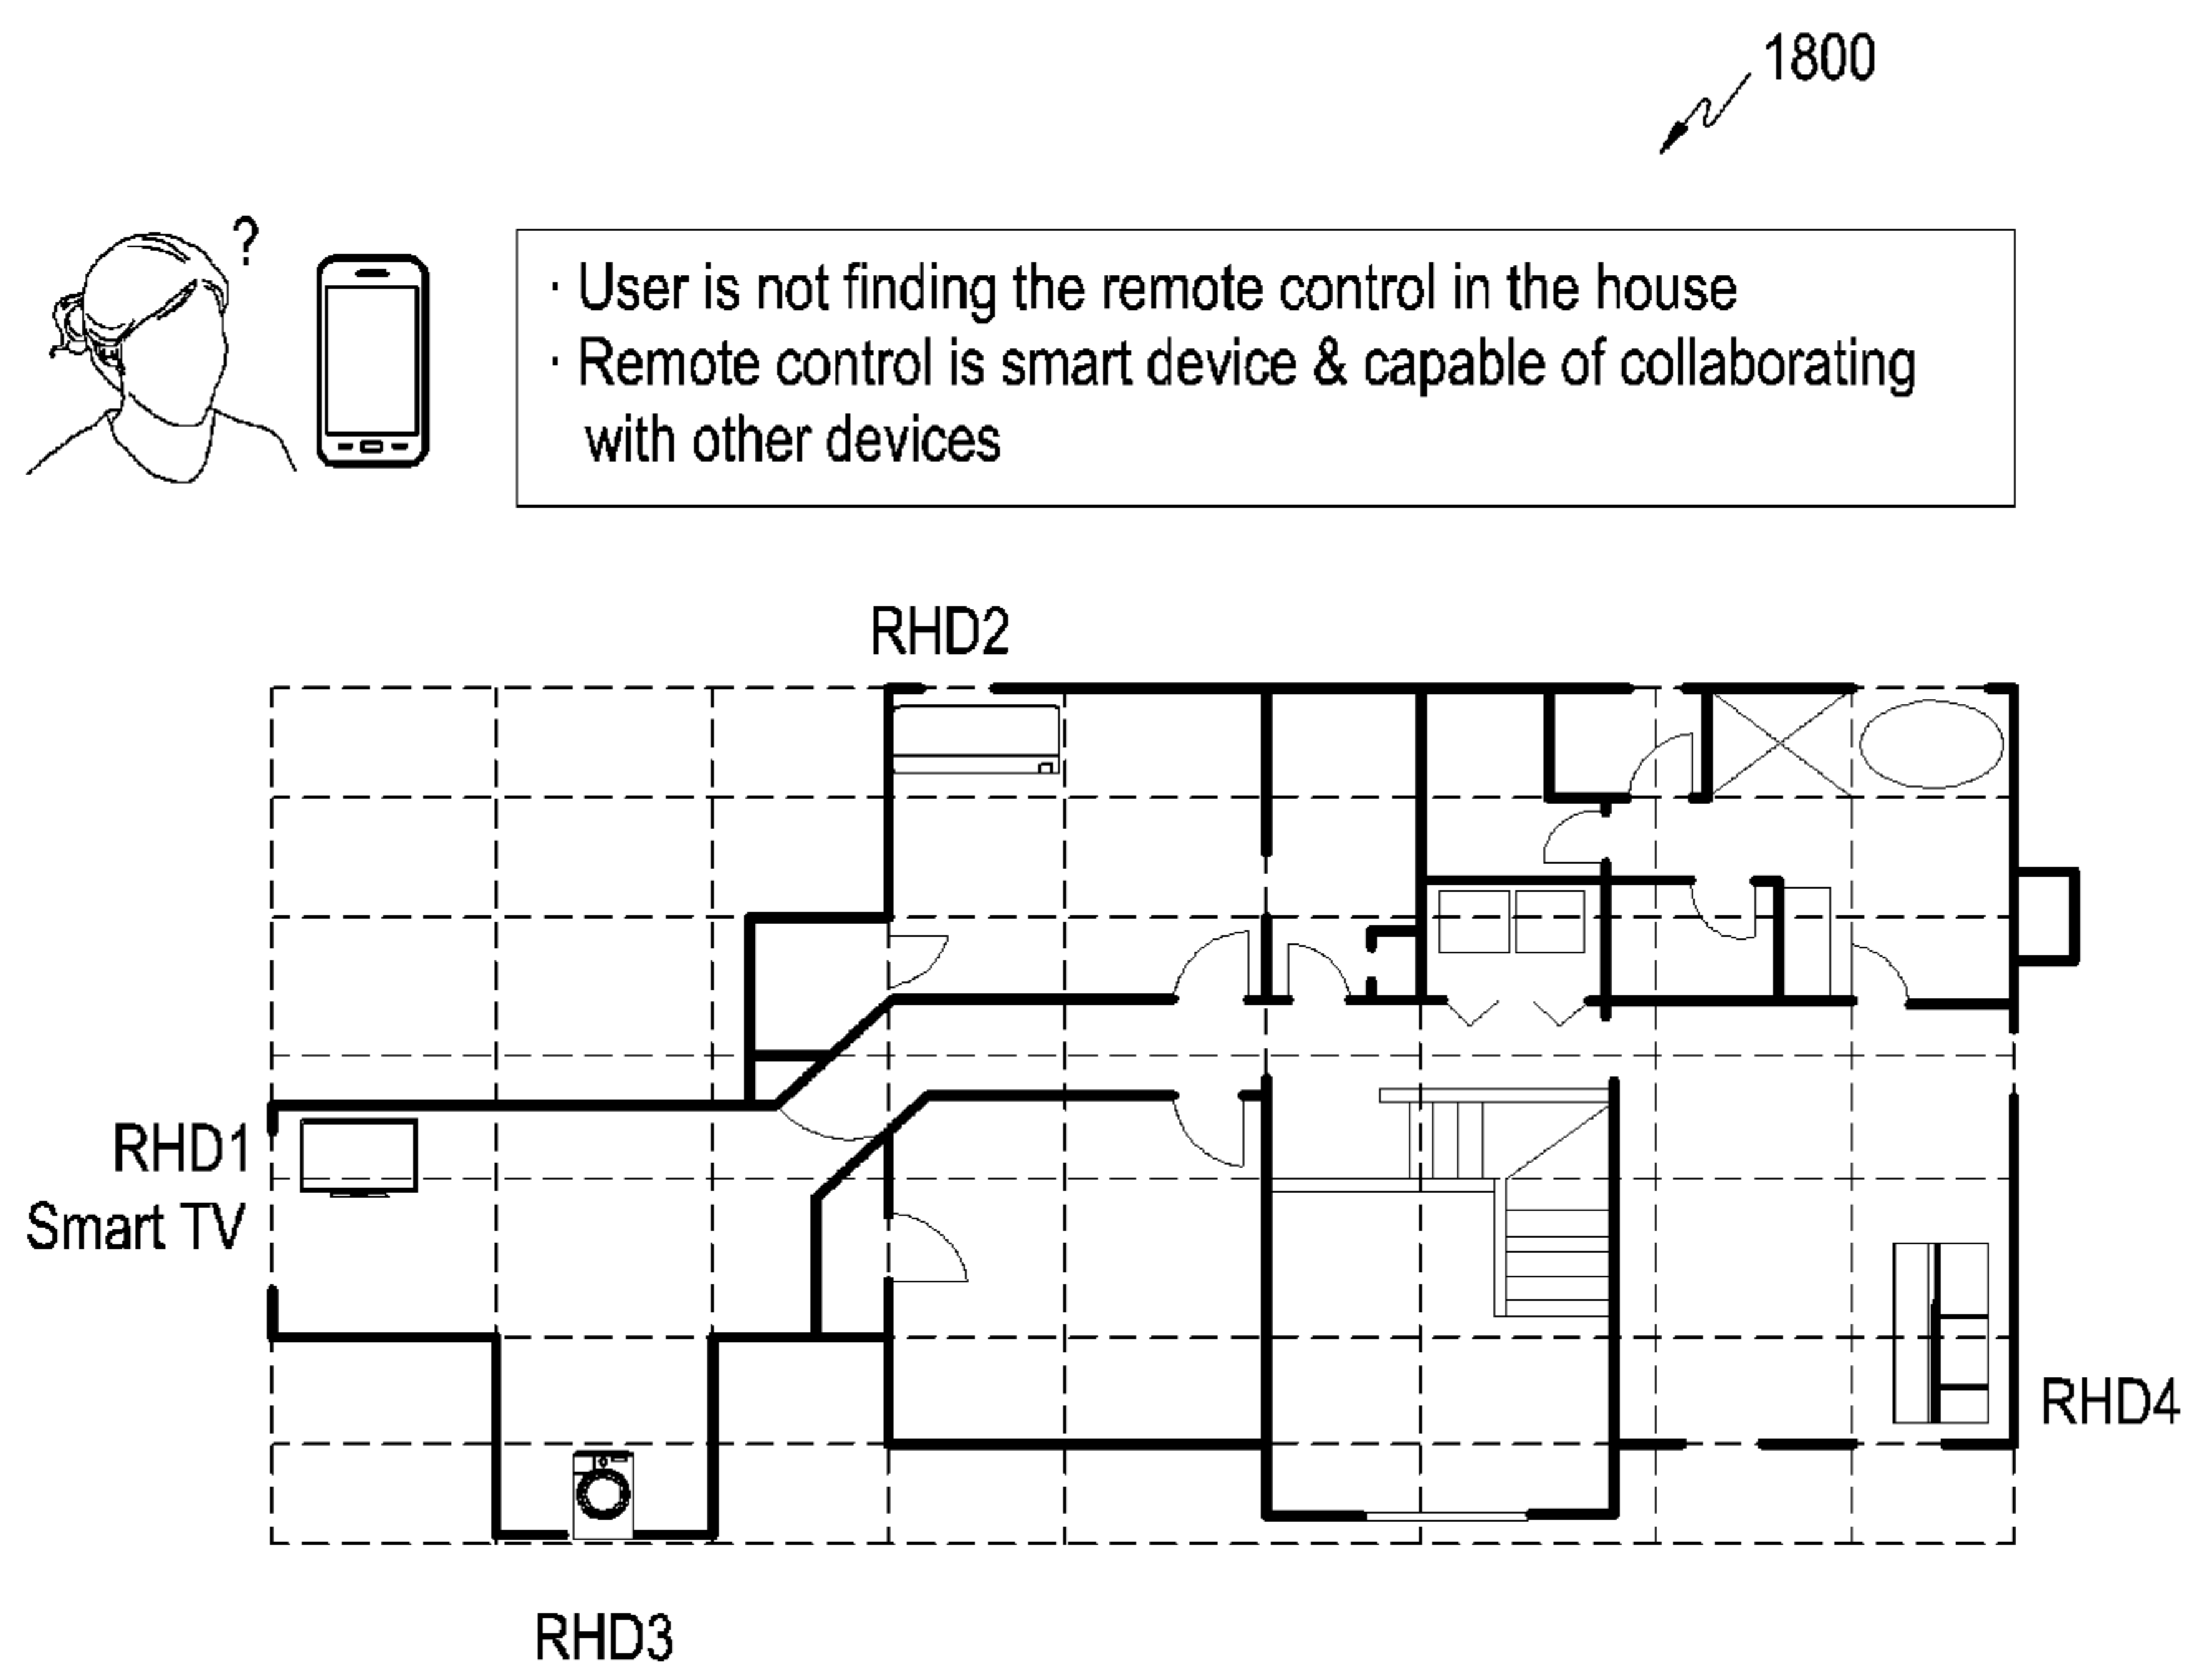 1800
?
· User is not finding the remote control in the house
· Remote control is smart device & capable of collaborating
with other devices
RHD2
RHD1
Smart TV
RHD4
RHD3